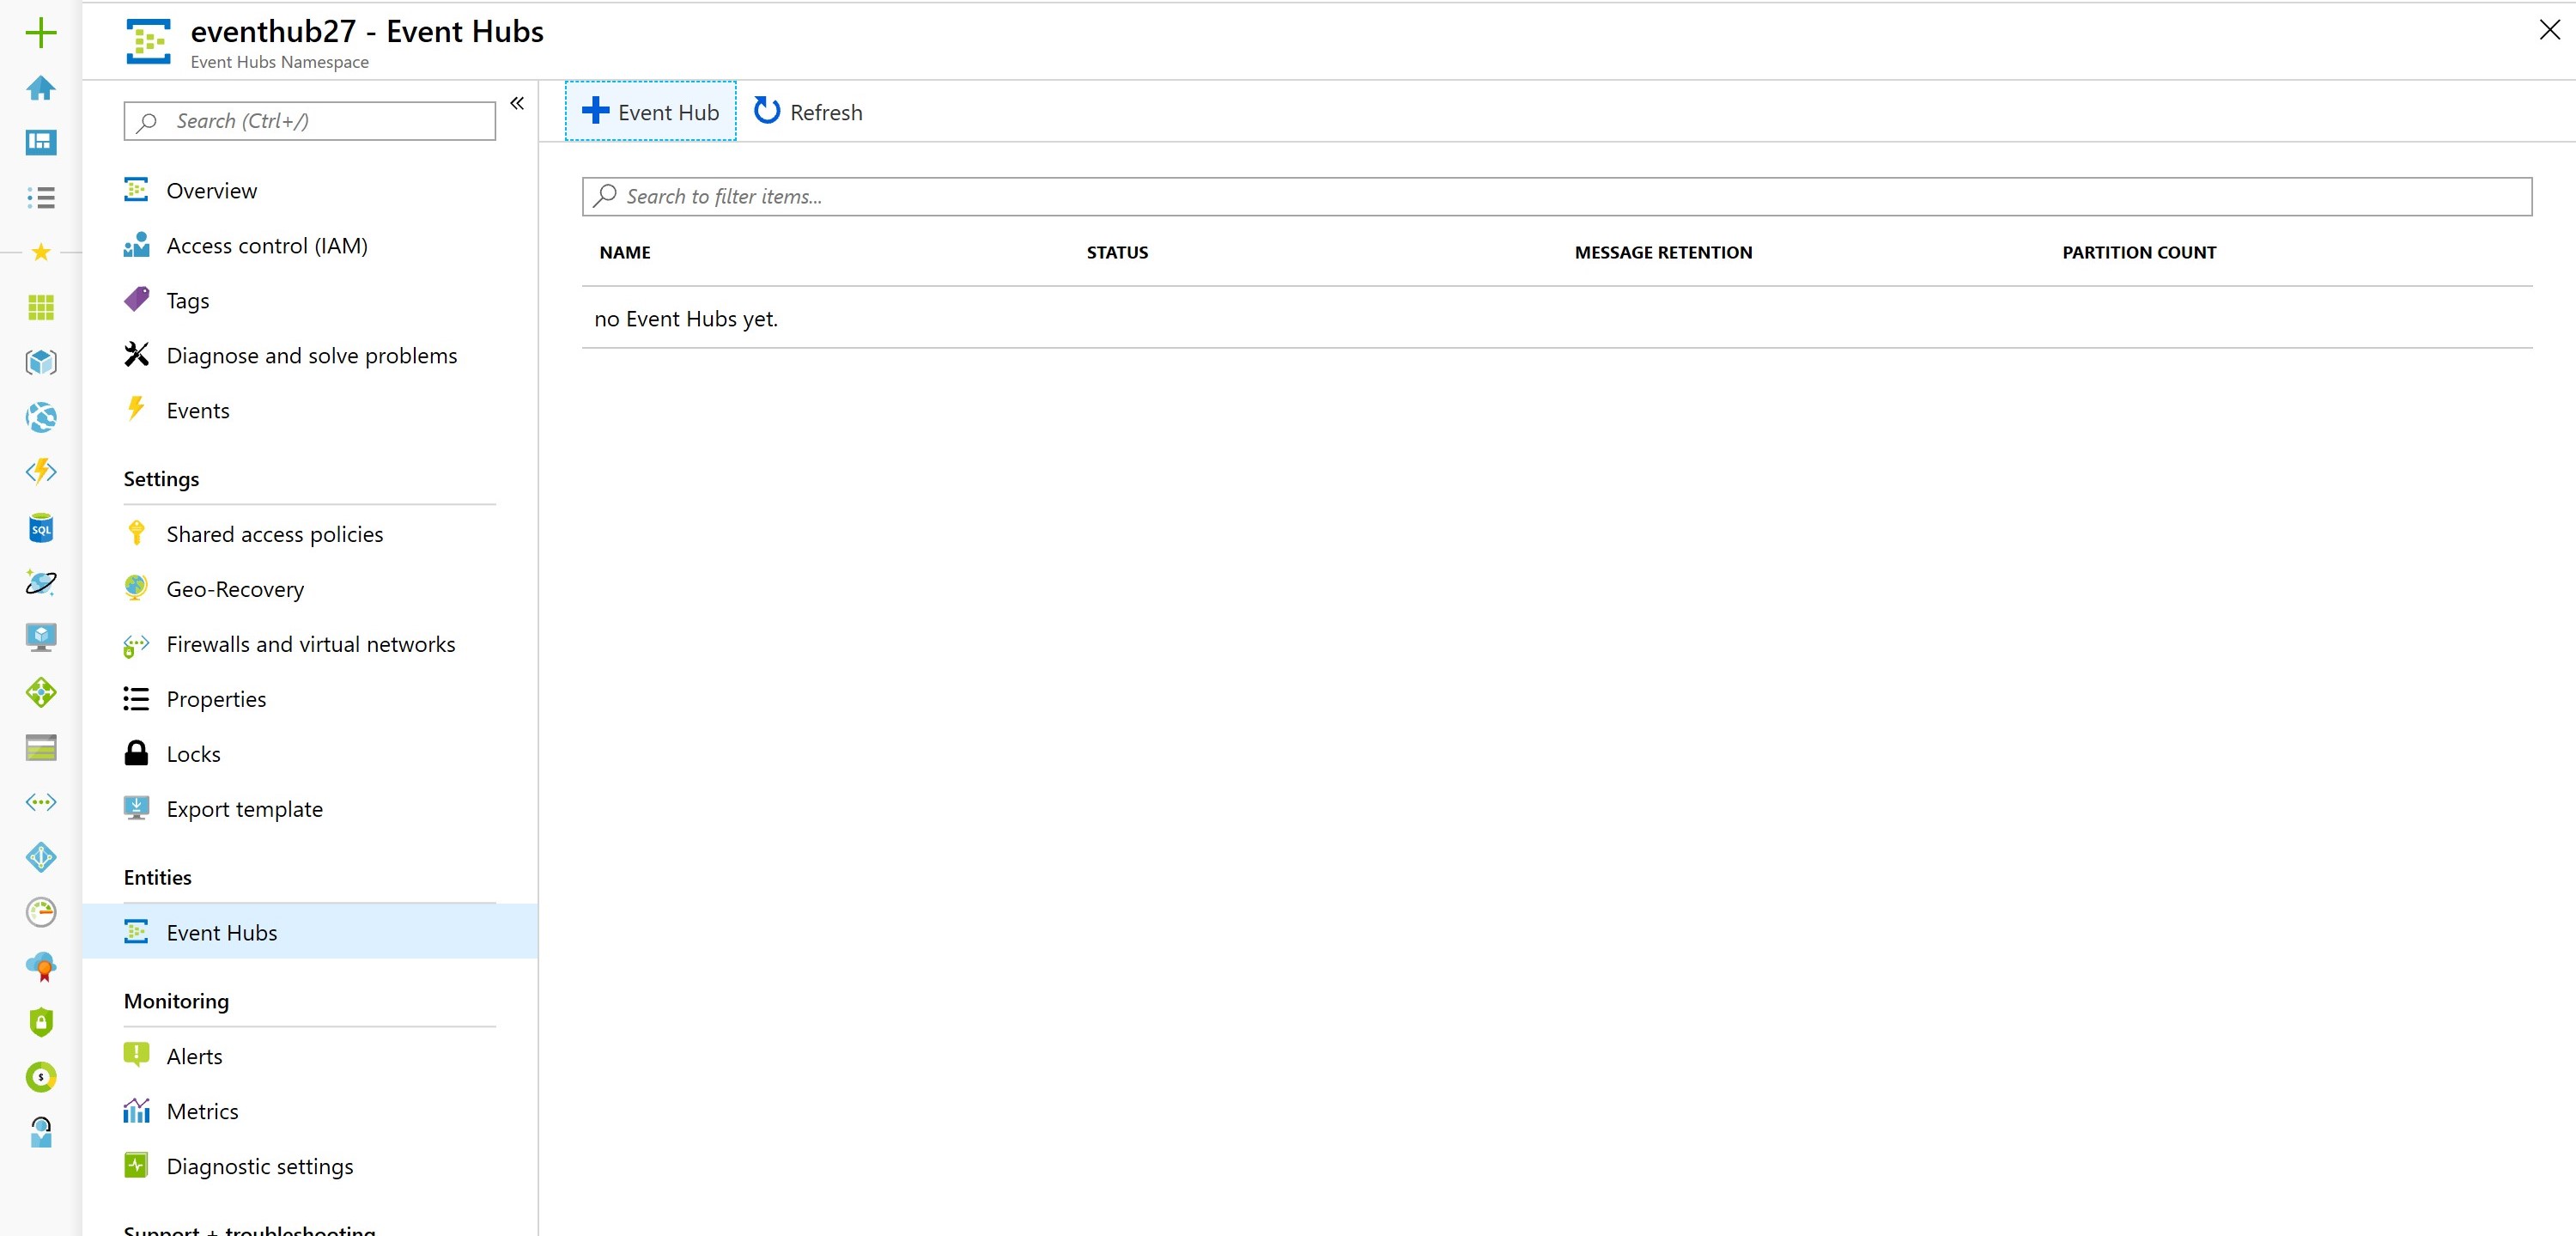 eventhub27 - Event Hubs
Event Hubs Namespace
Search (Ctrl+/)
Overview
Access control (IAM)
Tags
Diagnose and solve problems
Events
Settings
Shared access policies
Geo-Recovery
Firewalls and virtual networks
Properties
Locks
Export template
Entities
Event Hubs
Monitoring
Alerts
Metrics
Diagnostic settings
Support + troubleshooting
Event Hub Refresh
Search to filter items...
NAME STATUS MESSAGE RETENTION PARTITION COUNT
no Event Hubs yet.
SQL
$